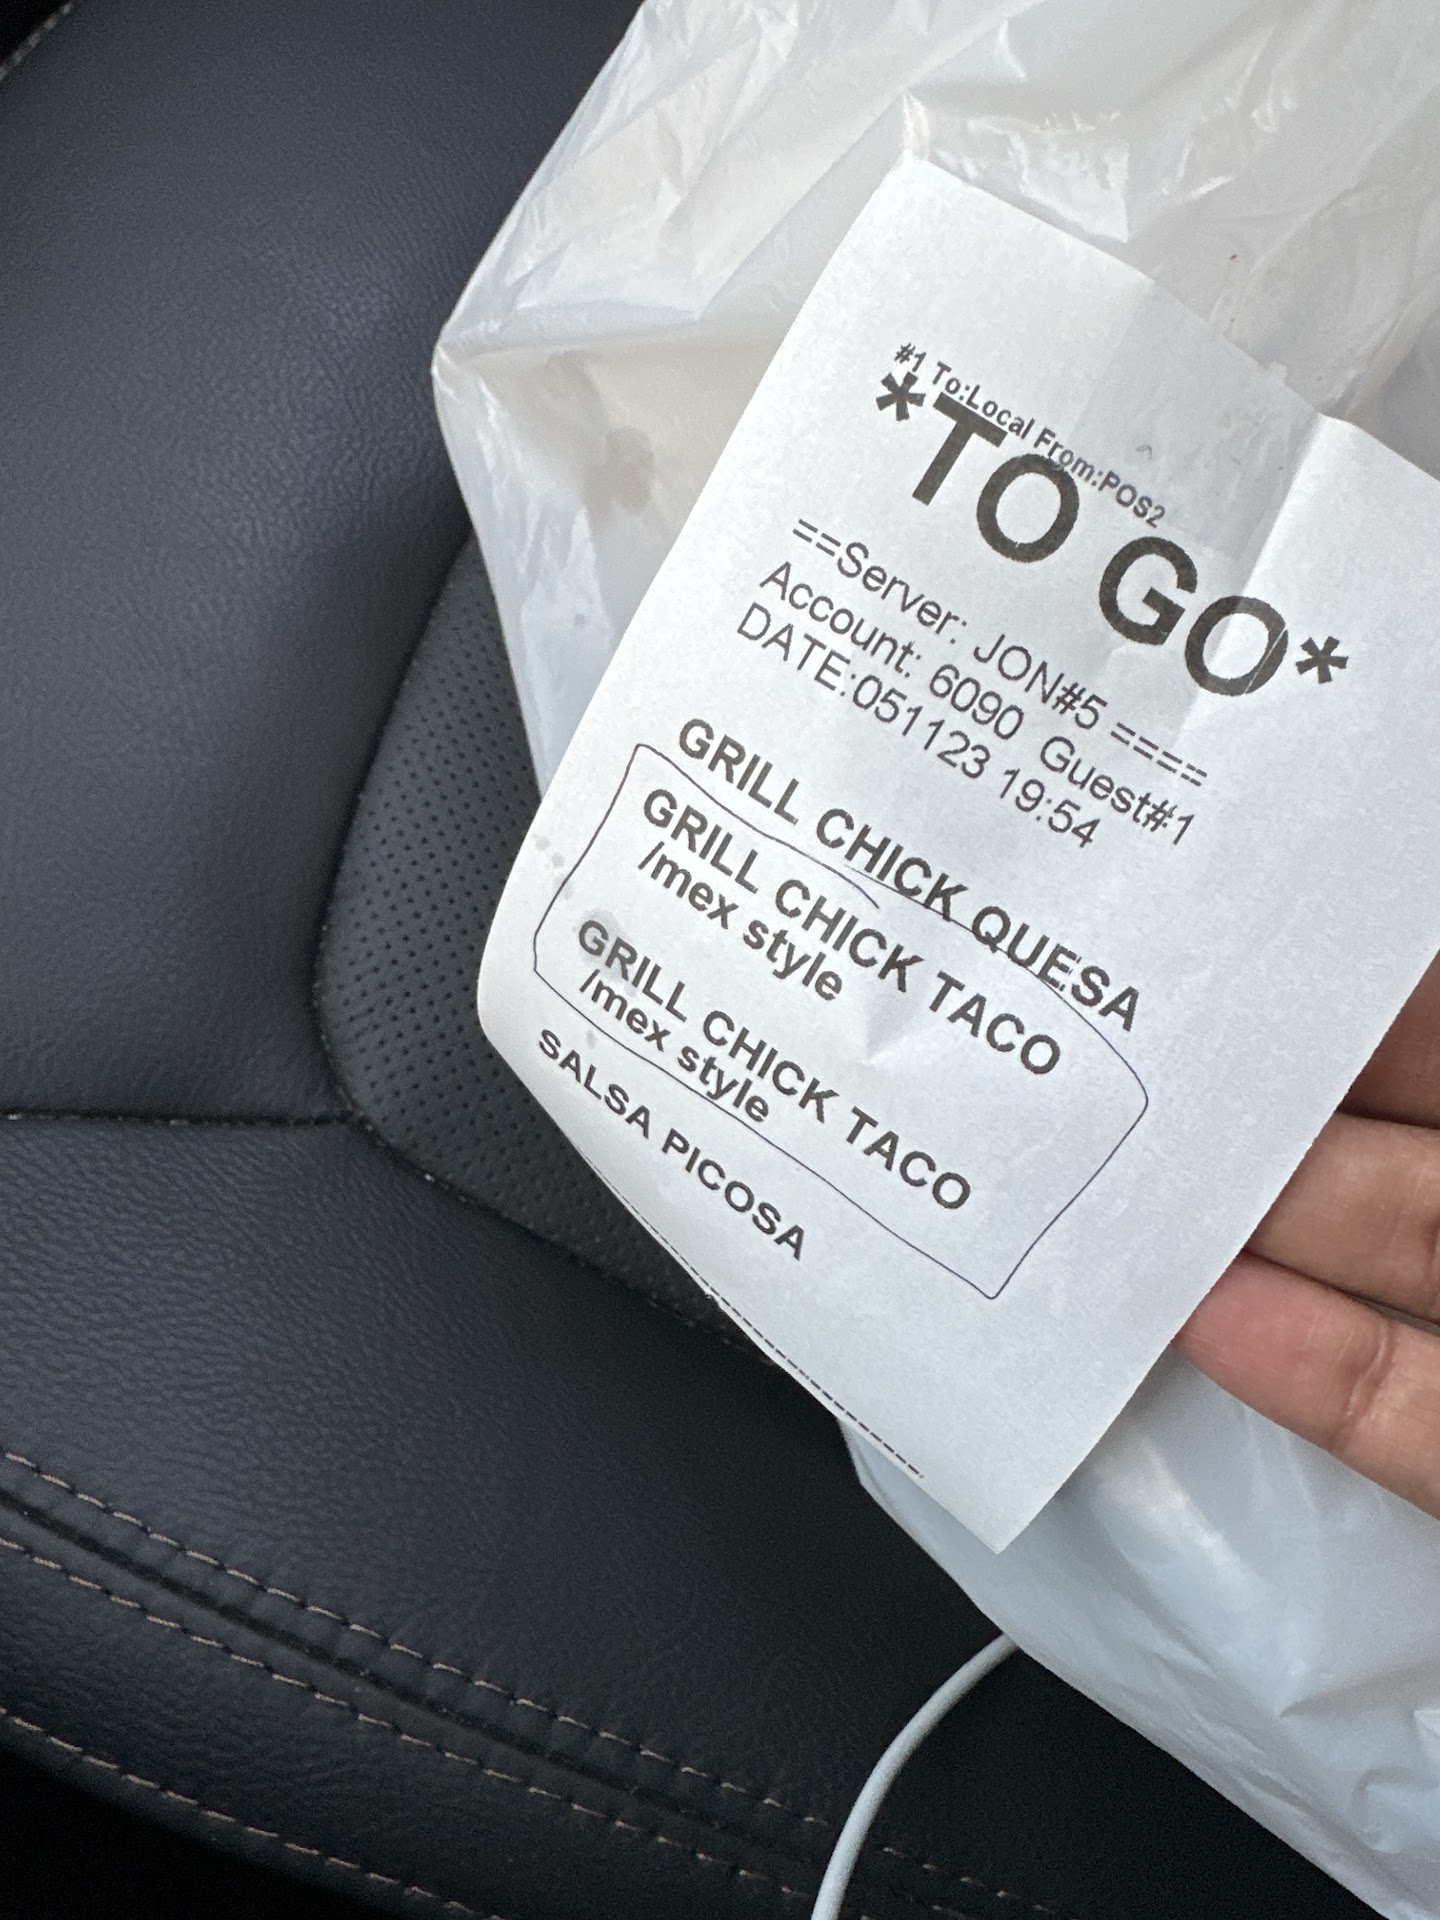 #1 To:Local From:POS2
*TO GO*
==Server: JON#5 ====
Account: 6090 Guest#1
DATE:051123 19:54
GRILL CHICK QUESA
GRILL CHICK TACO
/mex style
GRILL CHICK TACO
/mex style
SALSA PICOSA